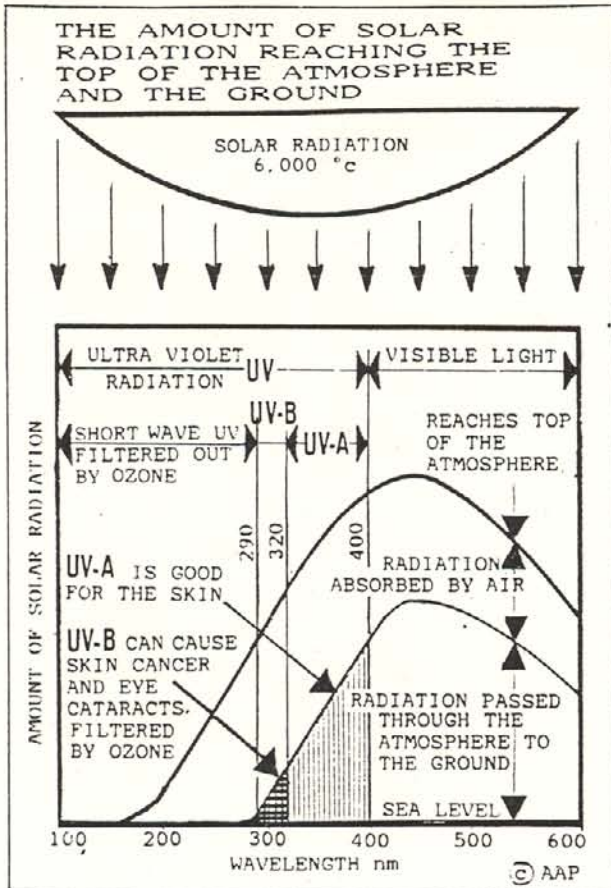 THE AMOUNT OF SOLAR
RADIATION REACHING THE
TOP OF THE ATMOSPHERE
AND THE GROUND
SOLAR RADIATION
6,000 °c
ULTRA VIOLET
RADIATION UV
VISIBLE LIGHT
UV-B
SHORT WAVE UV
FILTERED OUT
BY OZONE
UV-A
REACHES TOP
OF THE
ATMOSPHERE
290
320
400
UV-A IS GOOD
FOR THE SKIN
RADIATION
ABSORBED BY AIR
UV-B CAN CAUSE
SKIN CANCER
AND EYE
CATARACTS.
FILTERED
BY OZONE
RADIATION PASSED
THROUGH THE
ATMOSPHERE TO
THE GROUND
SEA LEVEL
AMOUNT OF SOLAR RADIATION
100 200 300 400 500 600
WAVELENGTH nm
© AAP